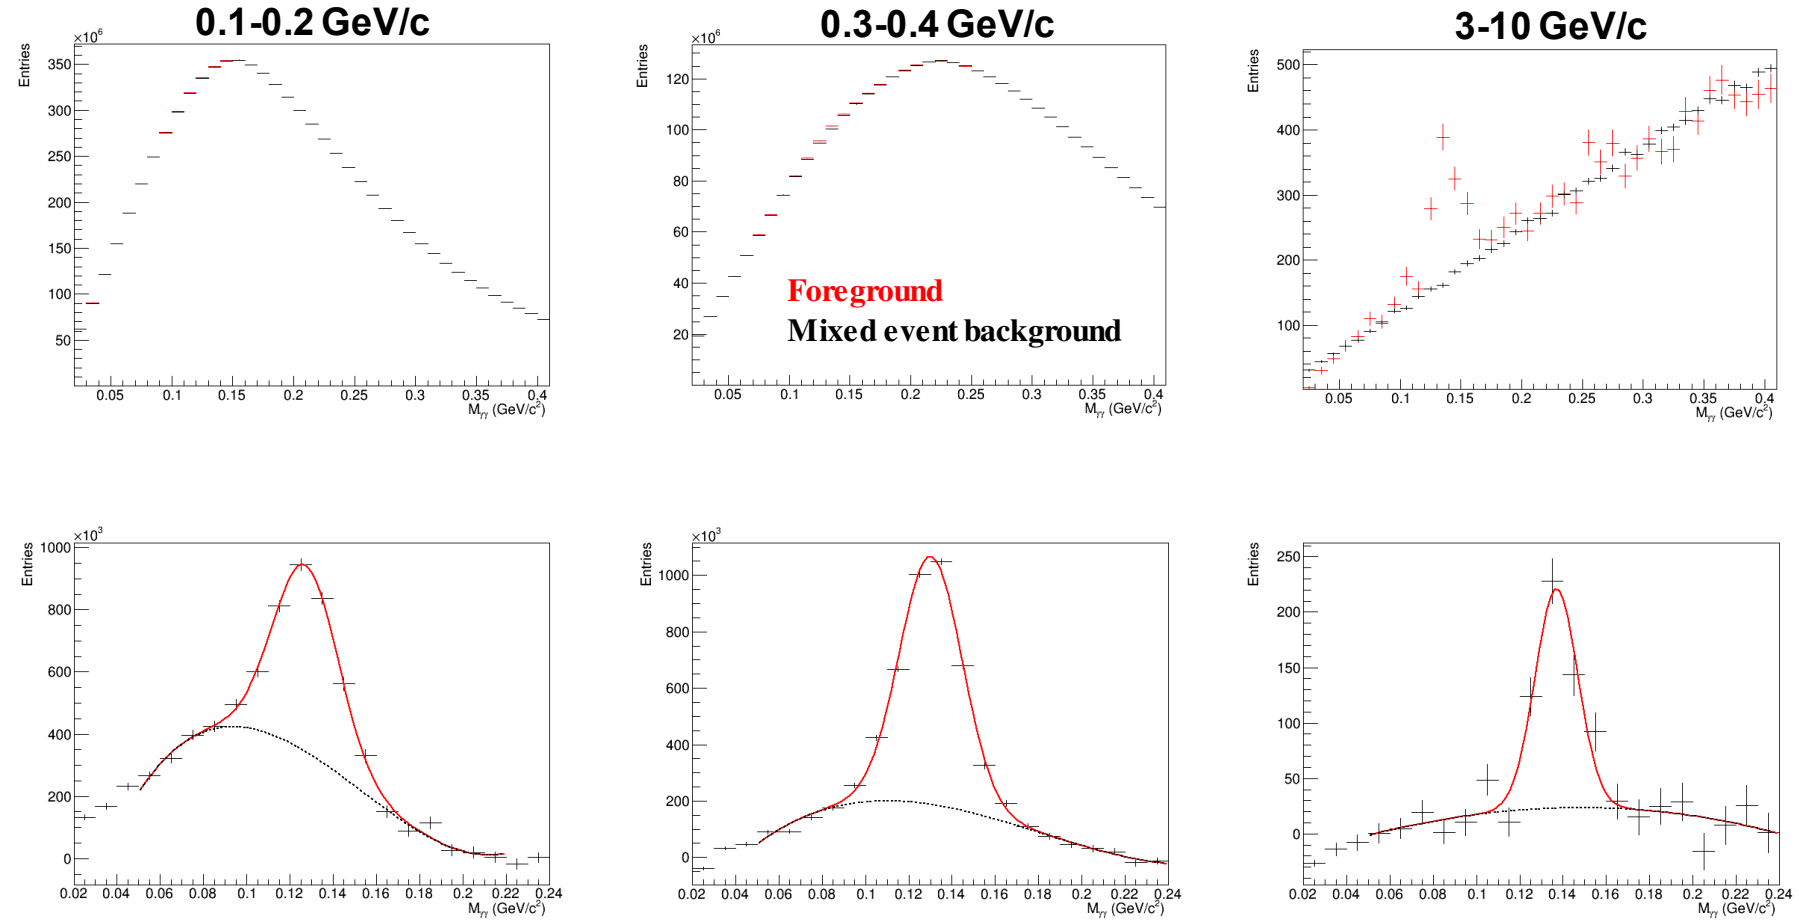 0.1-0.2 GeV/c
0.3-0.4 GeV/c
3-10 GeV/c
×10⁶
Entries
350
300
250
200
150
100
50
0.05 0.1 0.15 0.2 0.25 0.3 0.35 0.4
Mγγ (GeV/c²)
×10⁶
Entries
120
100
80
60
40
20
Foreground
Mixed event background
0.05 0.1 0.15 0.2 0.25 0.3 0.35 0.4
Mγγ (GeV/c²)
Entries
500
400
300
200
100
0.05 0.1 0.15 0.2 0.25 0.3 0.35 0.4
Mγγ (GeV/c²)
×10³
Entries
1000
800
600
400
200
0
0.02 0.04 0.06 0.08 0.1 0.12 0.14 0.16 0.18 0.2 0.22 0.24
Mγγ (GeV/c²)
×10³
Entries
1000
800
600
400
200
0
0.02 0.04 0.06 0.08 0.1 0.12 0.14 0.16 0.18 0.2 0.22 0.24
Mγγ (GeV/c²)
Entries
250
200
150
100
50
0
0.02 0.04 0.06 0.08 0.1 0.12 0.14 0.16 0.18 0.2 0.22 0.24
Mγγ (GeV/c²)